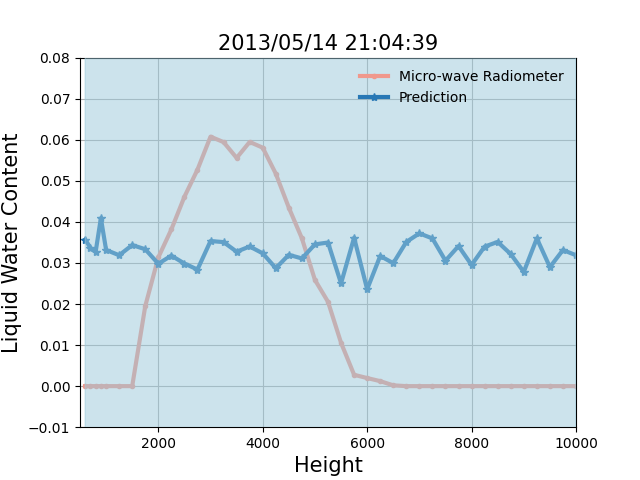 2013/05/14 21:04:39
Micro-wave Radiometer
Prediction
Liquid Water Content
0.08
0.07
0.06
0.05
0.04
0.03
0.02
0.01
0.00
−0.01
2000 4000 6000 8000 10000
Height